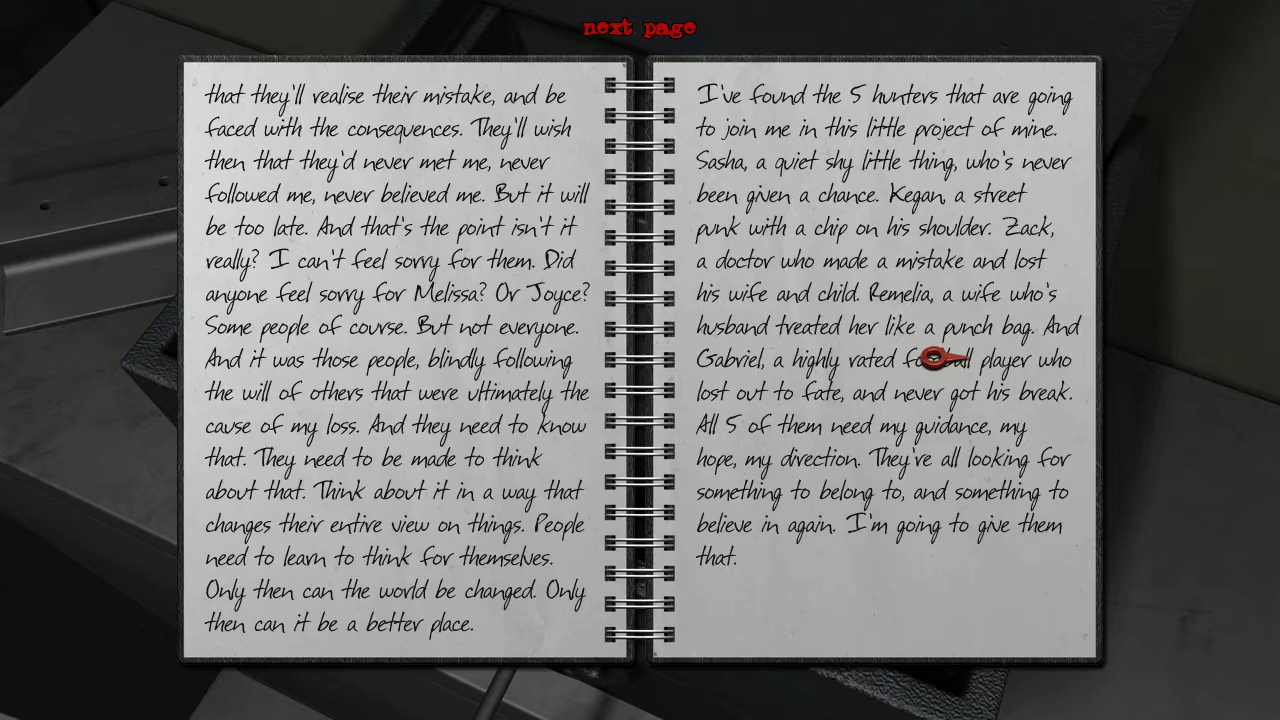 next page
that they'll realise their mistake, and be
faced with the consequences. They'll wish
then that they'd never met me, never
followed me, never believed me. But it will
be too late. And that's the point isn't it
really? I can't feel sorry for them. Did
anyone feel sorry for Melissa? Or Joyce?
Some people of course. But not everyone.
And it was those people, blindly following
the will of others that were ultimately the
cause of my loss. And they need to know
that. They need to be made to think
about that. Think about it in a way that
changes their entire view on things. People
need to learn to think for themselves.
Only then can the world be changed. Only
then can it be a better place.
I've found the 5 hunters that are going
to join me in this little project of mine.
Sasha, a quiet shy little thing, who's never
been given a chance. Kegan, a street
punk with a chip on his shoulder. Zack,
a doctor who made a mistake and lost
his wife and child. Remelia, a wife who's
husband treated her like a punch bag. And
Gabriel, a highly rated football player who
lost out to fate, and never got his break.
All 5 of them need my guidance, my
hope, my direction. They're all looking for
something to belong to, and something to
believe in again. I'm going to give them
that.